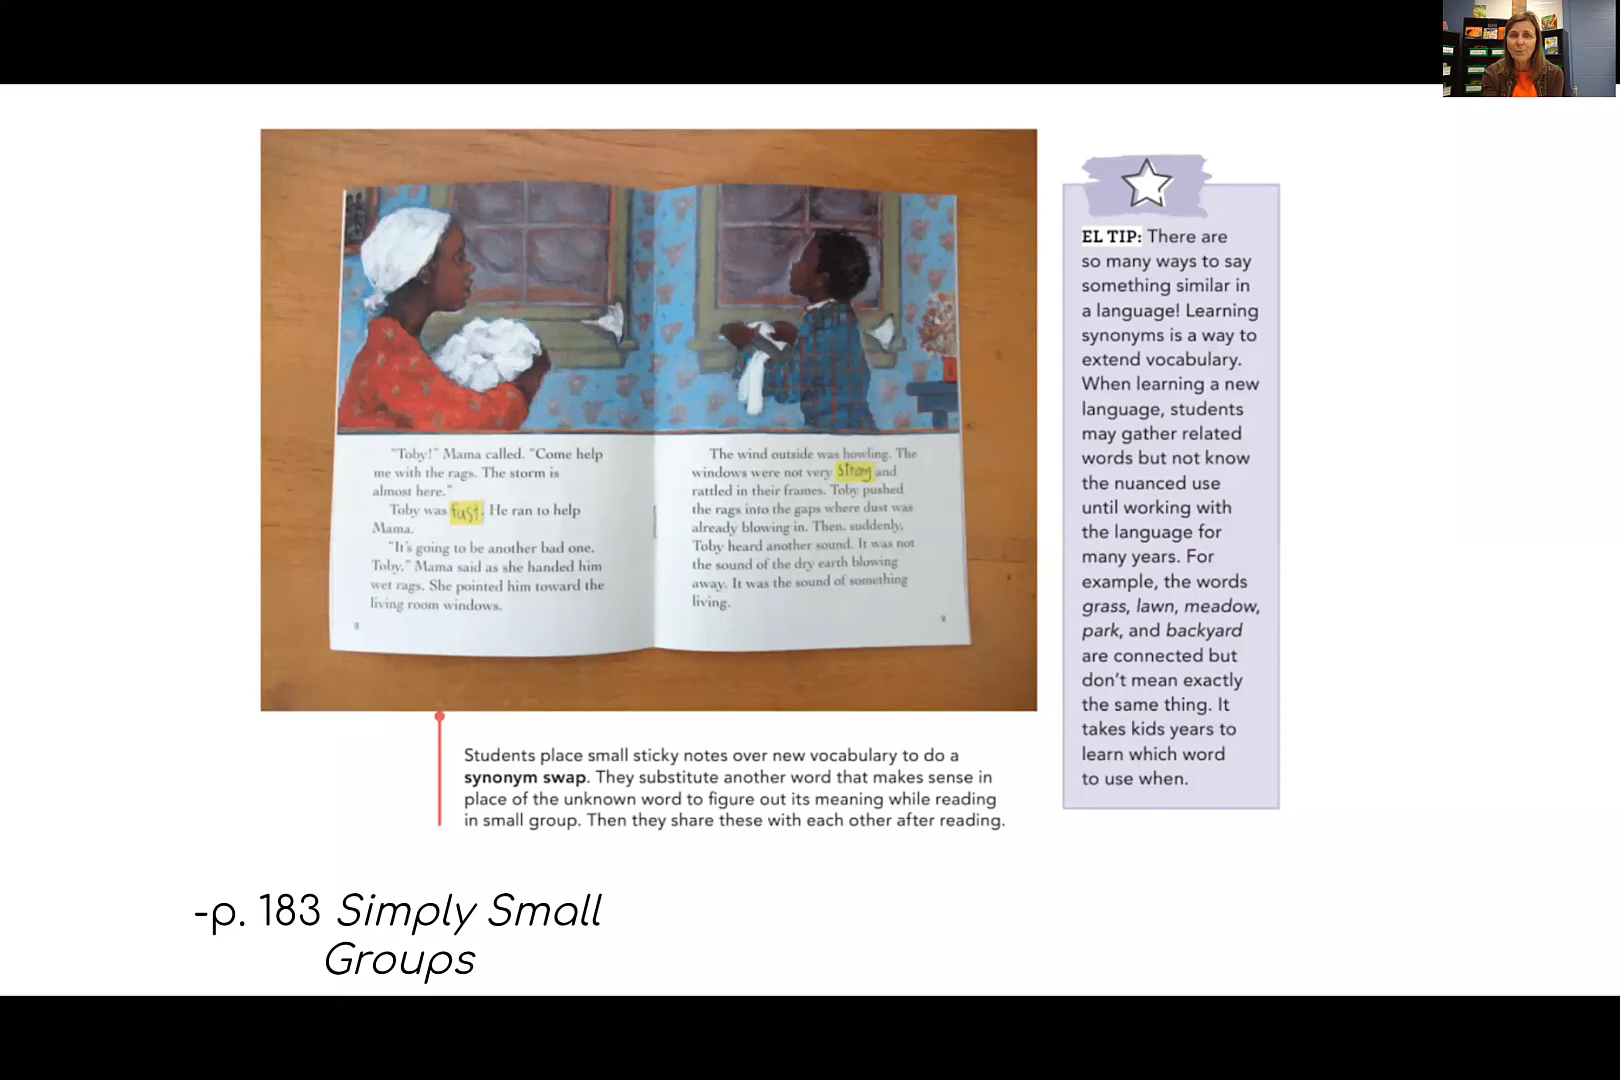 "Toby!" Mama called. "Come help
me with the rags. The storm is
almost here."
Toby was fast. He ran to help
Mama.
"It's going to be another bad one,
Toby," Mama said as she handed him
wet rags. She pointed him toward the
living room windows.
8
The wind outside was howling. The
windows were not very strong and
rattled in their frames. Toby pushed
the rags into the gaps where dust was
already blowing in. Then, suddenly,
Toby heard another sound. It was not
the sound of the dry earth blowing
away. It was the sound of something
living.
9
EL TIP: There are
so many ways to say
something similar in
a language! Learning
synonyms is a way to
extend vocabulary.
When learning a new
language, students
may gather related
words but not know
the nuanced use
until working with
the language for
many years. For
example, the words
grass, lawn, meadow,
park, and backyard
are connected but
don't mean exactly
the same thing. It
takes kids years to
learn which word
to use when.
Students place small sticky notes over new vocabulary to do a
synonym swap. They substitute another word that makes sense in
place of the unknown word to figure out its meaning while reading
in small group. Then they share these with each other after reading.
-p. 183 Simply Small
Groups